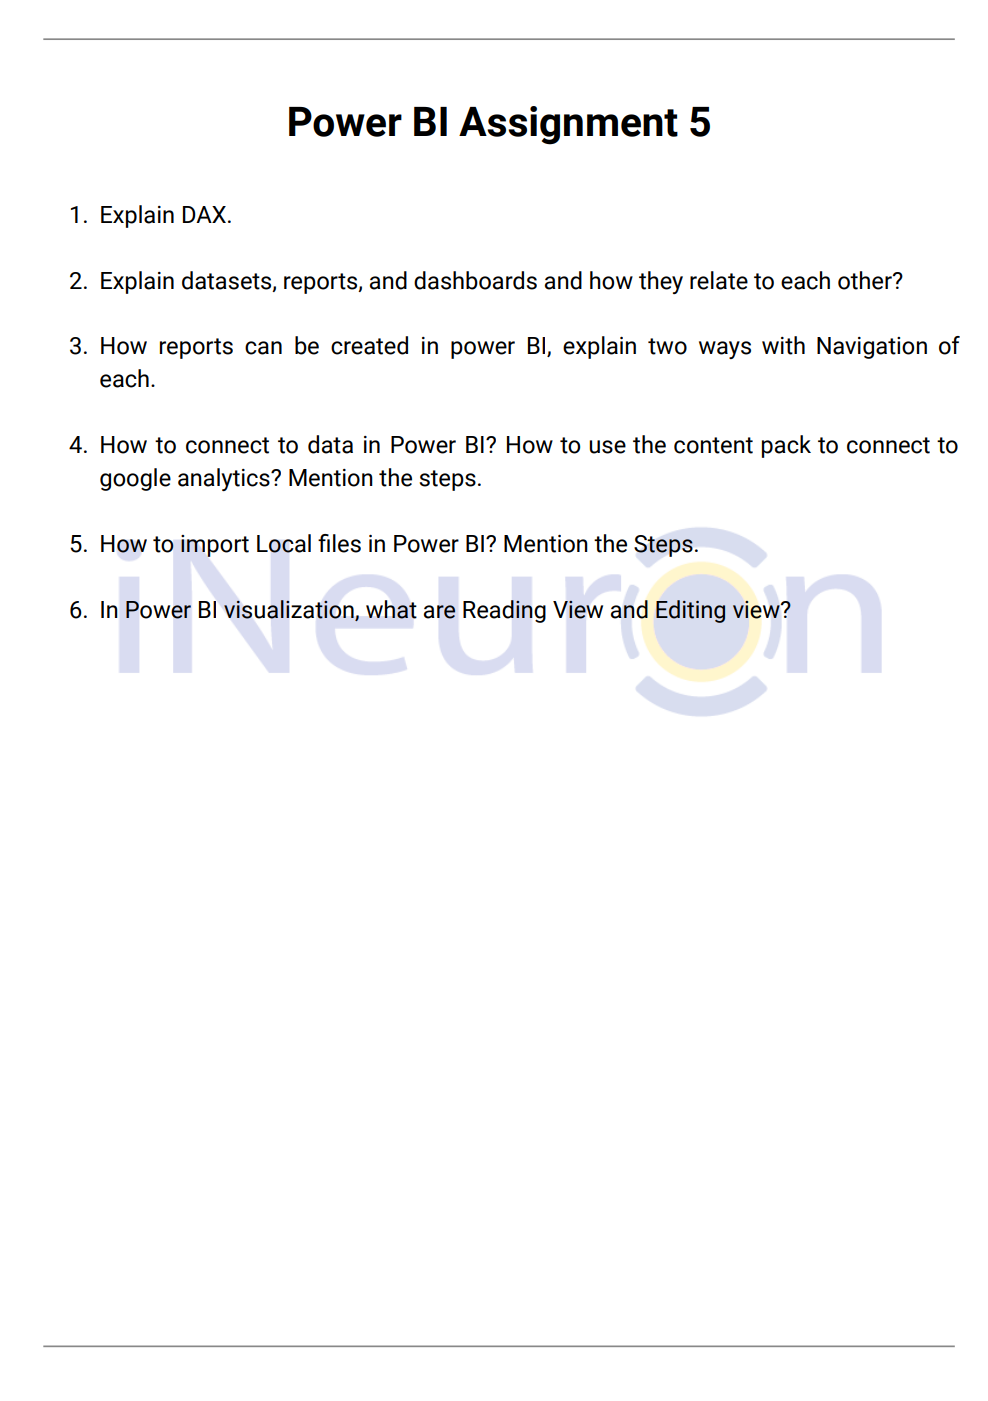 Power BI Assignment 5
1. Explain DAX.
2. Explain datasets, reports, and dashboards and how they relate to each other?
3. How reports can be created in power BI, explain two ways with Navigation of
each.
4. How to connect to data in Power BI? How to use the content pack to connect to
google analytics? Mention the steps.
5. How to import Local files in Power BI? Mention the Steps.
6. In Power BI visualization, what are Reading View and Editing view?
iNeuron